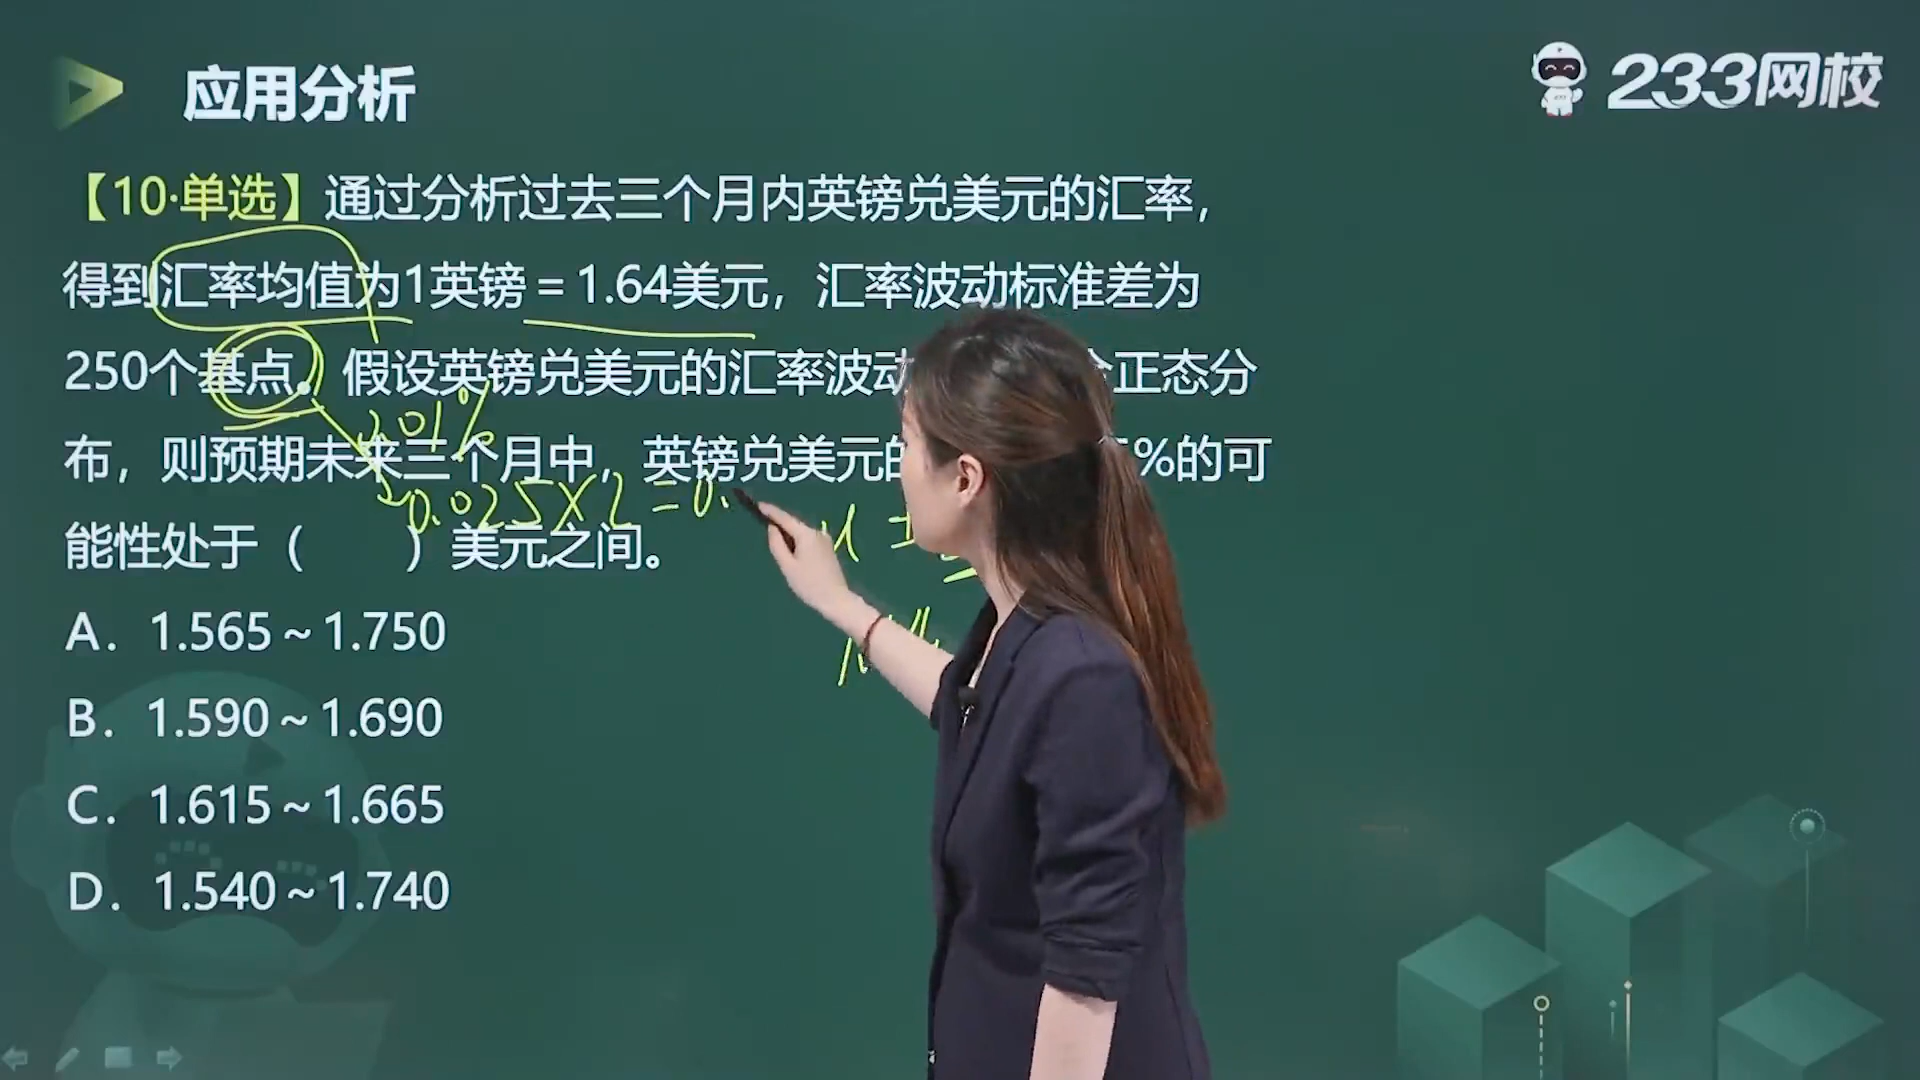 应用分析
233网校
【10·单选】通过分析过去三个月内英镑兑美元的汇率,
得到汇率均值为1英镑=1.64美元，汇率波动标准差为
250个基点。假设英镑兑美元的汇率波动 正态分
布，则预期未来三个月中，英镑兑美元的 %的可
能性处于（ ）美元之间。
0.01%
0.025×2=0.
μ ±
A. 1.565～1.750
B. 1.590～1.690
C. 1.615～1.665
D. 1.540～1.740